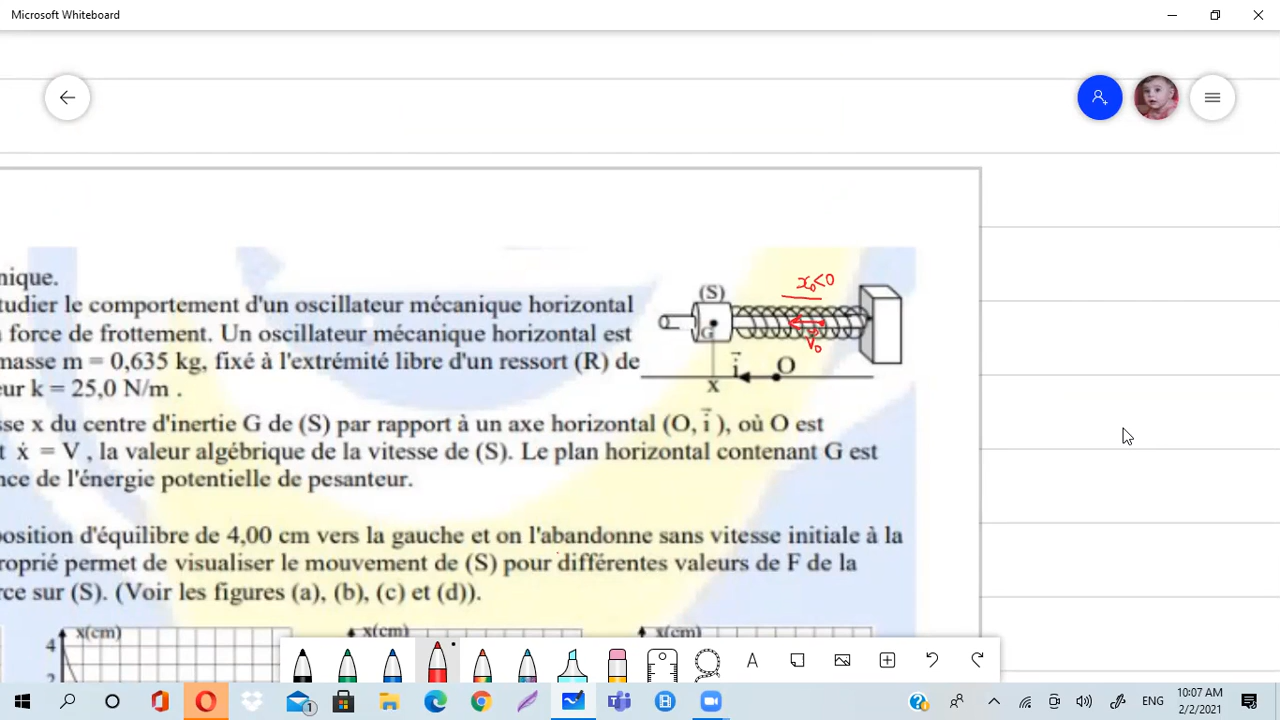 Microsoft Whiteboard
nique.
tudier le comportement d'un oscillateur mécanique horizontal
force de frottement. Un oscillateur mécanique horizontal est
masse m = 0,635 kg, fixé à l'extrémité libre d'un ressort (R) de
eur k = 25,0 N/m .
(S)
x₀<0
G
V₀
i
O
x
sse x du centre d'inertie G de (S) par rapport à un axe horizontal (O, i⃗ ), où O est
t ẋ = V , la valeur algébrique de la vitesse de (S). Le plan horizontal contenant G est
nce de l'énergie potentielle de pesanteur.
osition d'équilibre de 4,00 cm vers la gauche et on l'abandonne sans vitesse initiale à la
roprié permet de visualiser le mouvement de (S) pour différentes valeurs de F de la
rce sur (S). (Voir les figures (a), (b), (c) et (d)).
x(cm)
x(cm)
x(cm)
4
2
A
1
ENG
10:07 AM
2/2/2021